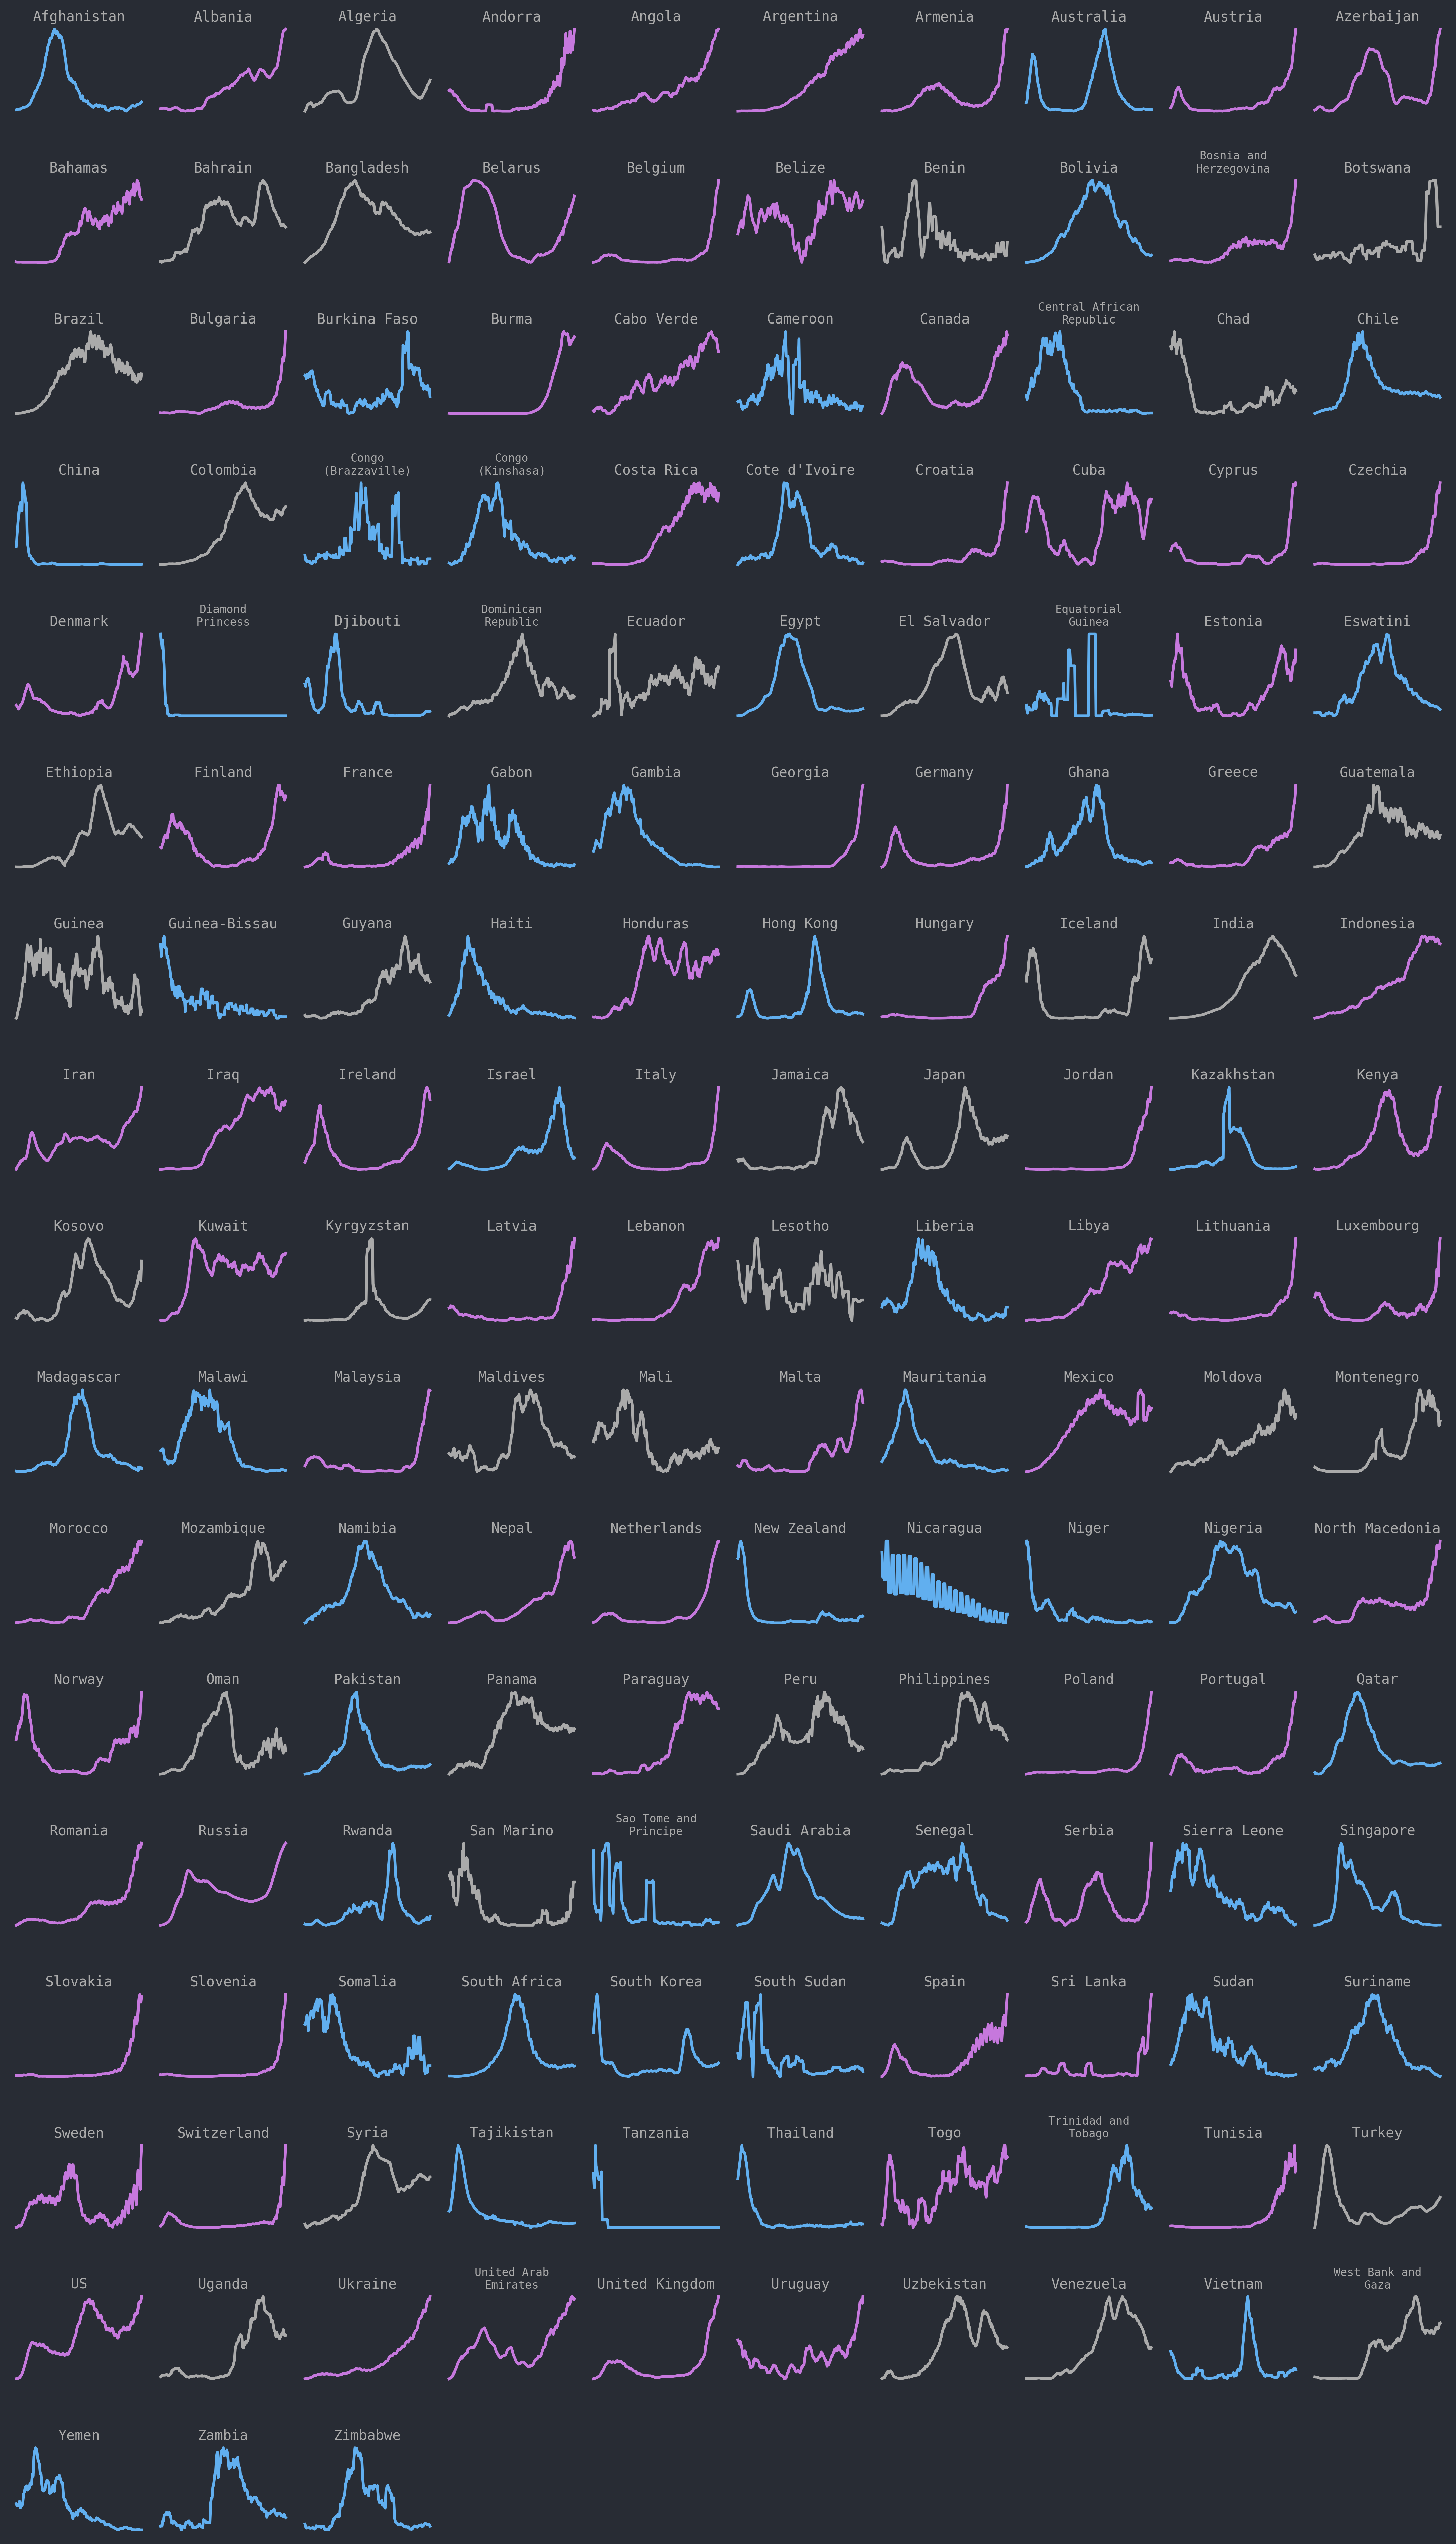 Afghanistan
Albania
Algeria
Andorra
Angola
Argentina
Armenia
Australia
Austria
Azerbaijan
Bahamas
Bahrain
Bangladesh
Belarus
Belgium
Belize
Benin
Bolivia
Bosnia and
Herzegovina
Botswana
Brazil
Bulgaria
Burkina Faso
Burma
Cabo Verde
Cameroon
Canada
Central African
Republic
Chad
Chile
China
Colombia
Congo
(Brazzaville)
Congo
(Kinshasa)
Costa Rica
Cote d'Ivoire
Croatia
Cuba
Cyprus
Czechia
Denmark
Diamond
Princess
Djibouti
Dominican
Republic
Ecuador
Egypt
El Salvador
Equatorial
Guinea
Estonia
Eswatini
Ethiopia
Finland
France
Gabon
Gambia
Georgia
Germany
Ghana
Greece
Guatemala
Guinea
Guinea-Bissau
Guyana
Haiti
Honduras
Hong Kong
Hungary
Iceland
India
Indonesia
Iran
Iraq
Ireland
Israel
Italy
Jamaica
Japan
Jordan
Kazakhstan
Kenya
Kosovo
Kuwait
Kyrgyzstan
Latvia
Lebanon
Lesotho
Liberia
Libya
Lithuania
Luxembourg
Madagascar
Malawi
Malaysia
Maldives
Mali
Malta
Mauritania
Mexico
Moldova
Montenegro
Morocco
Mozambique
Namibia
Nepal
Netherlands
New Zealand
Nicaragua
Niger
Nigeria
North Macedonia
Norway
Oman
Pakistan
Panama
Paraguay
Peru
Philippines
Poland
Portugal
Qatar
Romania
Russia
Rwanda
San Marino
Sao Tome and
Principe
Saudi Arabia
Senegal
Serbia
Sierra Leone
Singapore
Slovakia
Slovenia
Somalia
South Africa
South Korea
South Sudan
Spain
Sri Lanka
Sudan
Suriname
Sweden
Switzerland
Syria
Tajikistan
Tanzania
Thailand
Togo
Trinidad and
Tobago
Tunisia
Turkey
US
Uganda
Ukraine
United Arab
Emirates
United Kingdom
Uruguay
Uzbekistan
Venezuela
Vietnam
West Bank and
Gaza
Yemen
Zambia
Zimbabwe